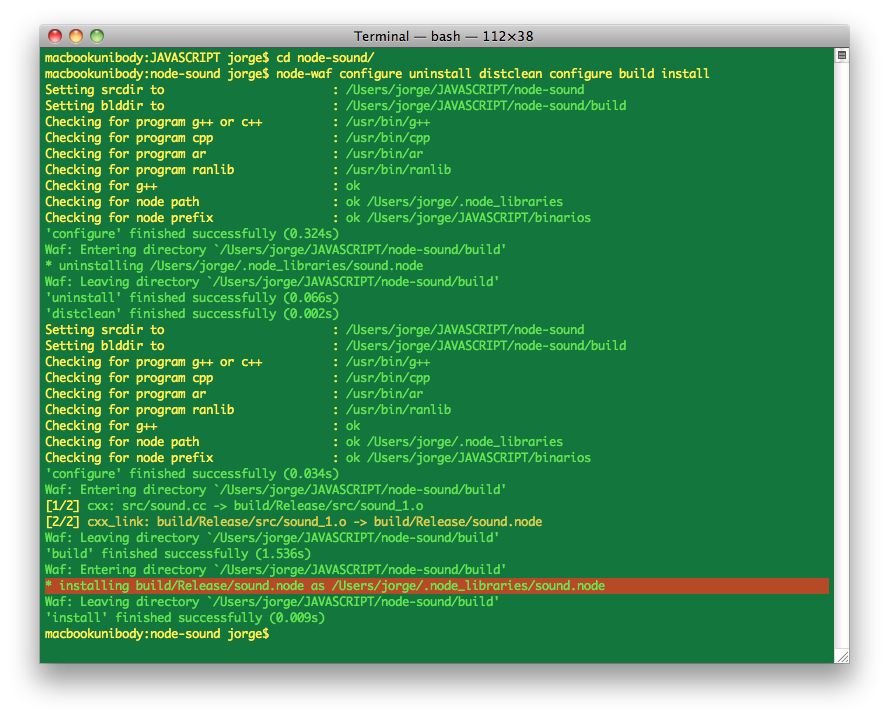 Terminal — bash — 112×38
macbookunibody:JAVASCRIPT jorge$ cd node-sound/
macbookunibody:node-sound jorge$ node-waf configure uninstall distclean configure build install
Setting srcdir to : /Users/jorge/JAVASCRIPT/node-sound
Setting blddir to : /Users/jorge/JAVASCRIPT/node-sound/build
Checking for program g++ or c++ : /usr/bin/g++
Checking for program cpp : /usr/bin/cpp
Checking for program ar : /usr/bin/ar
Checking for program ranlib : /usr/bin/ranlib
Checking for g++ : ok
Checking for node path : ok /Users/jorge/.node_libraries
Checking for node prefix : ok /Users/jorge/JAVASCRIPT/binarios
'configure' finished successfully (0.324s)
Waf: Entering directory `/Users/jorge/JAVASCRIPT/node-sound/build'
* uninstalling /Users/jorge/.node_libraries/sound.node
Waf: Leaving directory `/Users/jorge/JAVASCRIPT/node-sound/build'
'uninstall' finished successfully (0.066s)
'distclean' finished successfully (0.002s)
Setting srcdir to : /Users/jorge/JAVASCRIPT/node-sound
Setting blddir to : /Users/jorge/JAVASCRIPT/node-sound/build
Checking for program g++ or c++ : /usr/bin/g++
Checking for program cpp : /usr/bin/cpp
Checking for program ar : /usr/bin/ar
Checking for program ranlib : /usr/bin/ranlib
Checking for g++ : ok
Checking for node path : ok /Users/jorge/.node_libraries
Checking for node prefix : ok /Users/jorge/JAVASCRIPT/binarios
'configure' finished successfully (0.034s)
Waf: Entering directory `/Users/jorge/JAVASCRIPT/node-sound/build'
[1/2] cxx: src/sound.cc -> build/Release/src/sound_1.o
[2/2] cxx_link: build/Release/src/sound_1.o -> build/Release/sound.node
Waf: Leaving directory `/Users/jorge/JAVASCRIPT/node-sound/build'
'build' finished successfully (1.536s)
Waf: Entering directory `/Users/jorge/JAVASCRIPT/node-sound/build'
* installing build/Release/sound.node as /Users/jorge/.node_libraries/sound.node
Waf: Leaving directory `/Users/jorge/JAVASCRIPT/node-sound/build'
'install' finished successfully (0.009s)
macbookunibody:node-sound jorge$